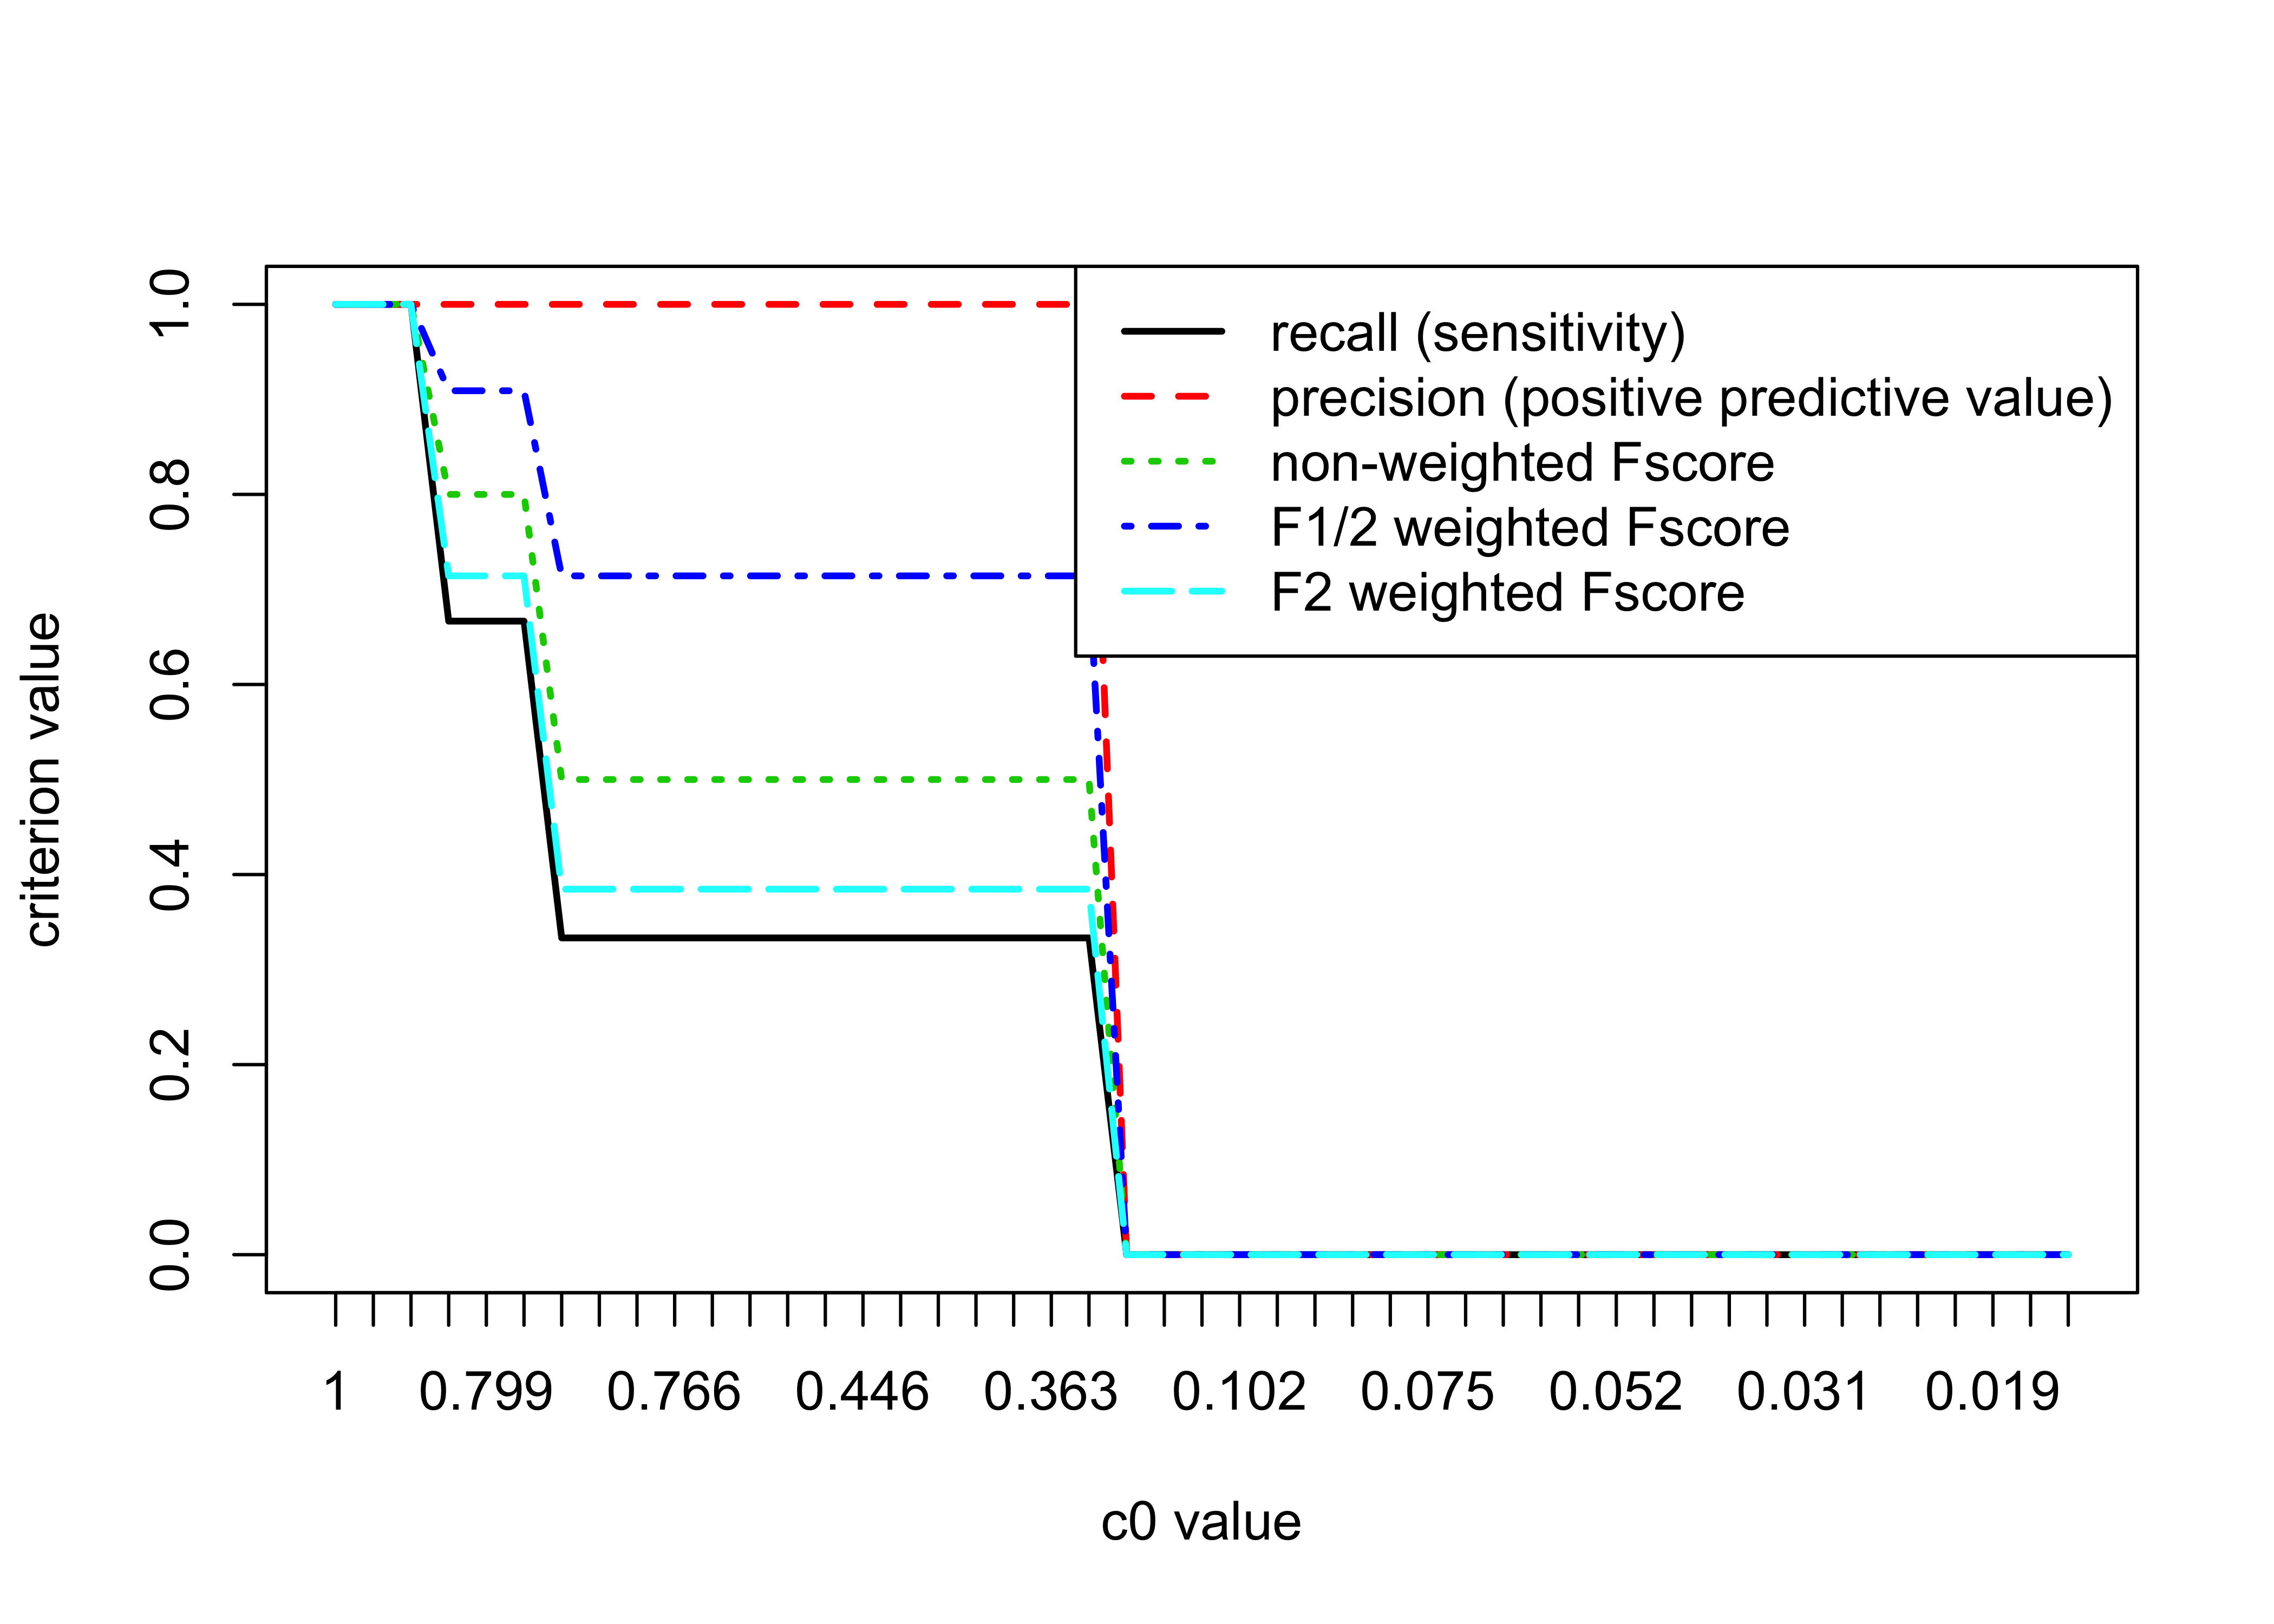 criterion value
1.0
0.8
0.6
0.4
0.2
0.0
recall (sensitivity)
precision (positive predictive value)
non-weighted Fscore
F1/2 weighted Fscore
F2 weighted Fscore
1 0.799 0.766 0.446 0.363 0.102 0.075 0.052 0.031 0.019
c0 value